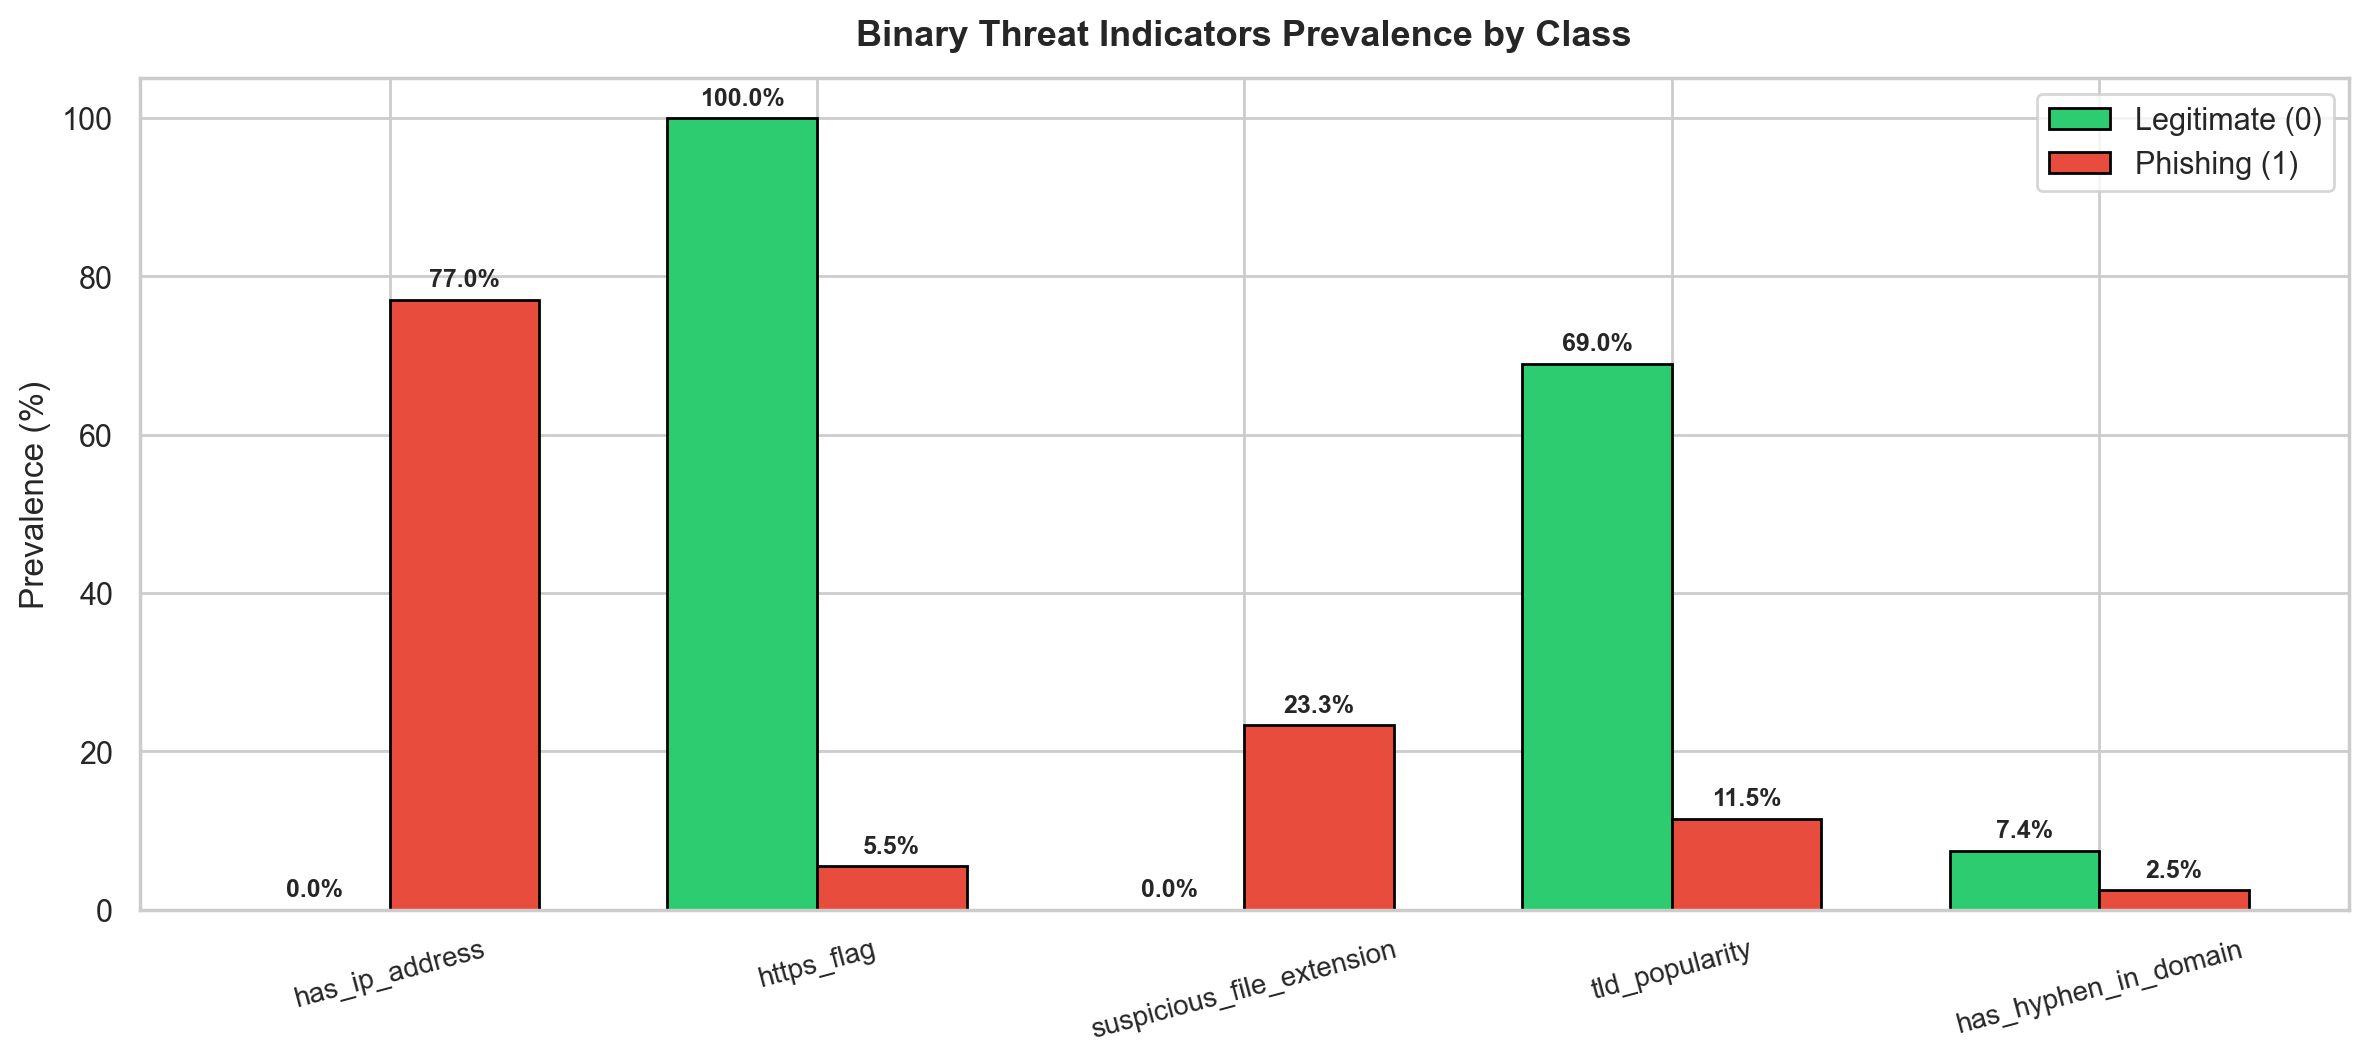 Binary Threat Indicators Prevalence by Class
Legitimate (0)
Phishing (1)
Prevalence (%)
100
80
60
40
20
0
0.0%
77.0%
100.0%
5.5%
0.0%
23.3%
69.0%
11.5%
7.4%
2.5%
has_ip_address
https_flag
suspicious_file_extension
tld_popularity
has_hyphen_in_domain